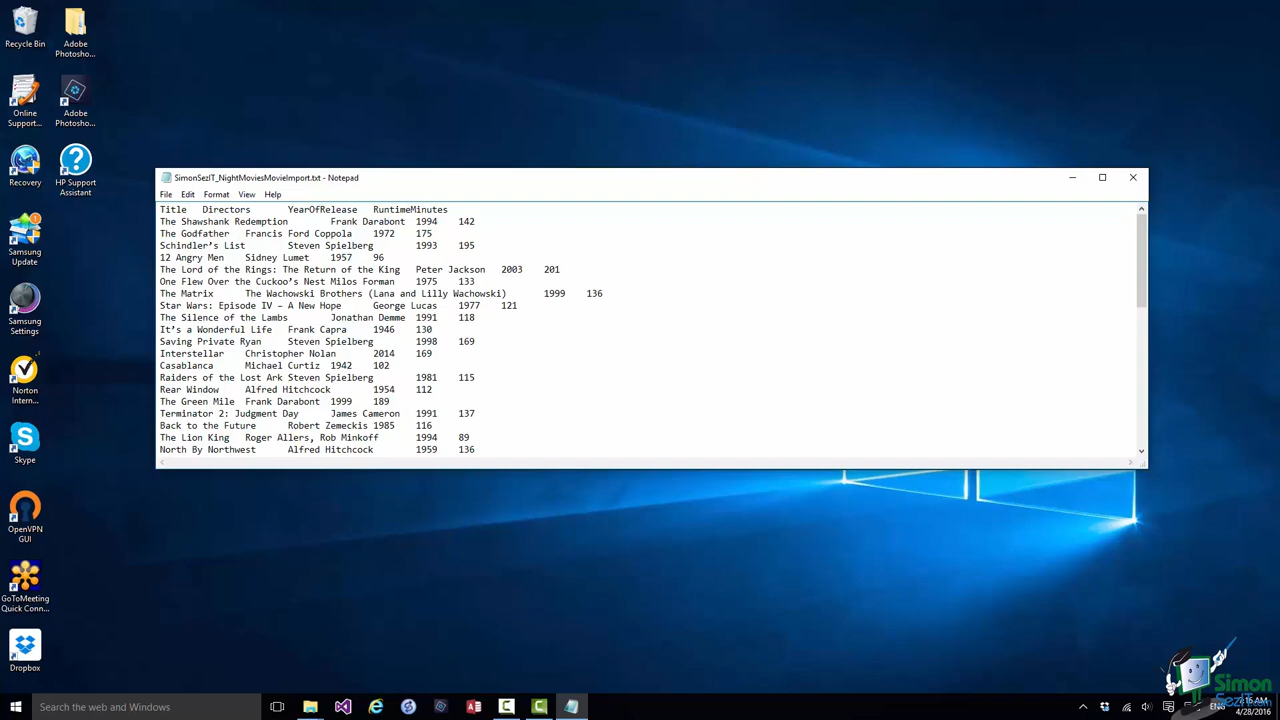 Recycle Bin
Adobe Photosho...
Online Support...
Adobe Photosho...
Recovery
HP Support Assistant
Samsung Update
Samsung Settings
Norton Intern...
Skype
OpenVPN GUI
GoToMeeting Quick Conn...
Dropbox
SimonSezIT_NightMoviesMovieImport.txt - Notepad
File Edit Format View Help
Title Directors YearOfRelease RuntimeMinutes
The Shawshank Redemption Frank Darabont 1994 142
The Godfather Francis Ford Coppola 1972 175
Schindler’s List Steven Spielberg 1993 195
12 Angry Men Sidney Lumet 1957 96
The Lord of the Rings: The Return of the King Peter Jackson 2003 201
One Flew Over the Cuckoo’s Nest Milos Forman 1975 133
The Matrix The Wachowski Brothers (Lana and Lilly Wachowski) 1999 136
Star Wars: Episode IV – A New Hope George Lucas 1977 121
The Silence of the Lambs Jonathan Demme 1991 118
It’s a Wonderful Life Frank Capra 1946 130
Saving Private Ryan Steven Spielberg 1998 169
Interstellar Christopher Nolan 2014 169
Casablanca Michael Curtiz 1942 102
Raiders of the Lost Ark Steven Spielberg 1981 115
Rear Window Alfred Hitchcock 1954 112
The Green Mile Frank Darabont 1999 189
Terminator 2: Judgment Day James Cameron 1991 137
Back to the Future Robert Zemeckis 1985 116
The Lion King Roger Allers, Rob Minkoff 1994 89
North By Northwest Alfred Hitchcock 1959 136
Search the web and Windows
Simon
4/28/2016